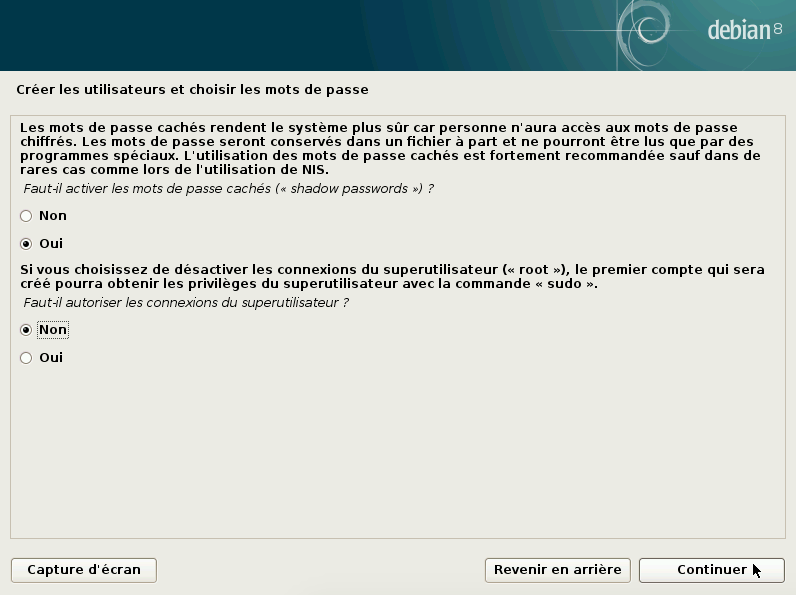 debian 8
Créer les utilisateurs et choisir les mots de passe
Les mots de passe cachés rendent le système plus sûr car personne n'aura accès aux mots de passe
chiffrés. Les mots de passe seront conservés dans un fichier à part et ne pourront être lus que par des
programmes spéciaux. L'utilisation des mots de passe cachés est fortement recommandée sauf dans de
rares cas comme lors de l'utilisation de NIS.
Faut-il activer les mots de passe cachés (« shadow passwords ») ?
Non
Oui
Si vous choisissez de désactiver les connexions du superutilisateur (« root »), le premier compte qui sera
créé pourra obtenir les privilèges du superutilisateur avec la commande « sudo ».
Faut-il autoriser les connexions du superutilisateur ?
Non
Oui
Capture d'écran
Revenir en arrière
Continuer